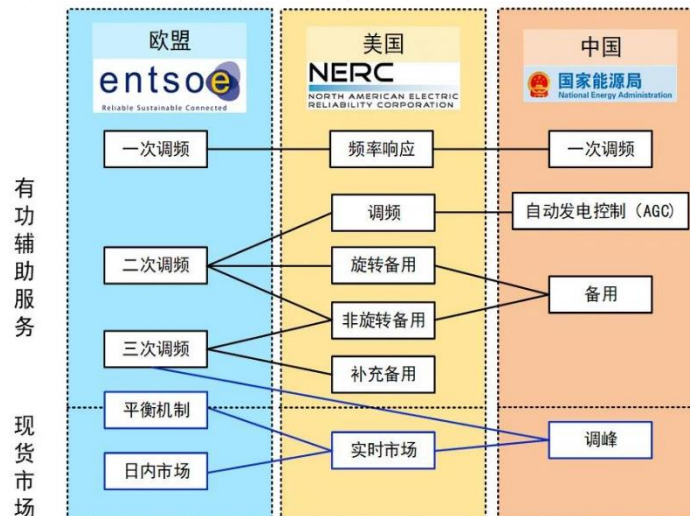 欧盟
美国
中国
entsoe
Reliable Sustainable Connected
NERC
NORTH AMERICAN ELECTRIC
RELIABILITY CORPORATION
国家能源局
National Energy Administration
有功辅助服务
一次调频
频率响应
一次调频
调频
自动发电控制（AGC）
二次调频
旋转备用
备用
非旋转备用
三次调频
补充备用
现货市场
平衡机制
实时市场
调峰
日内市场